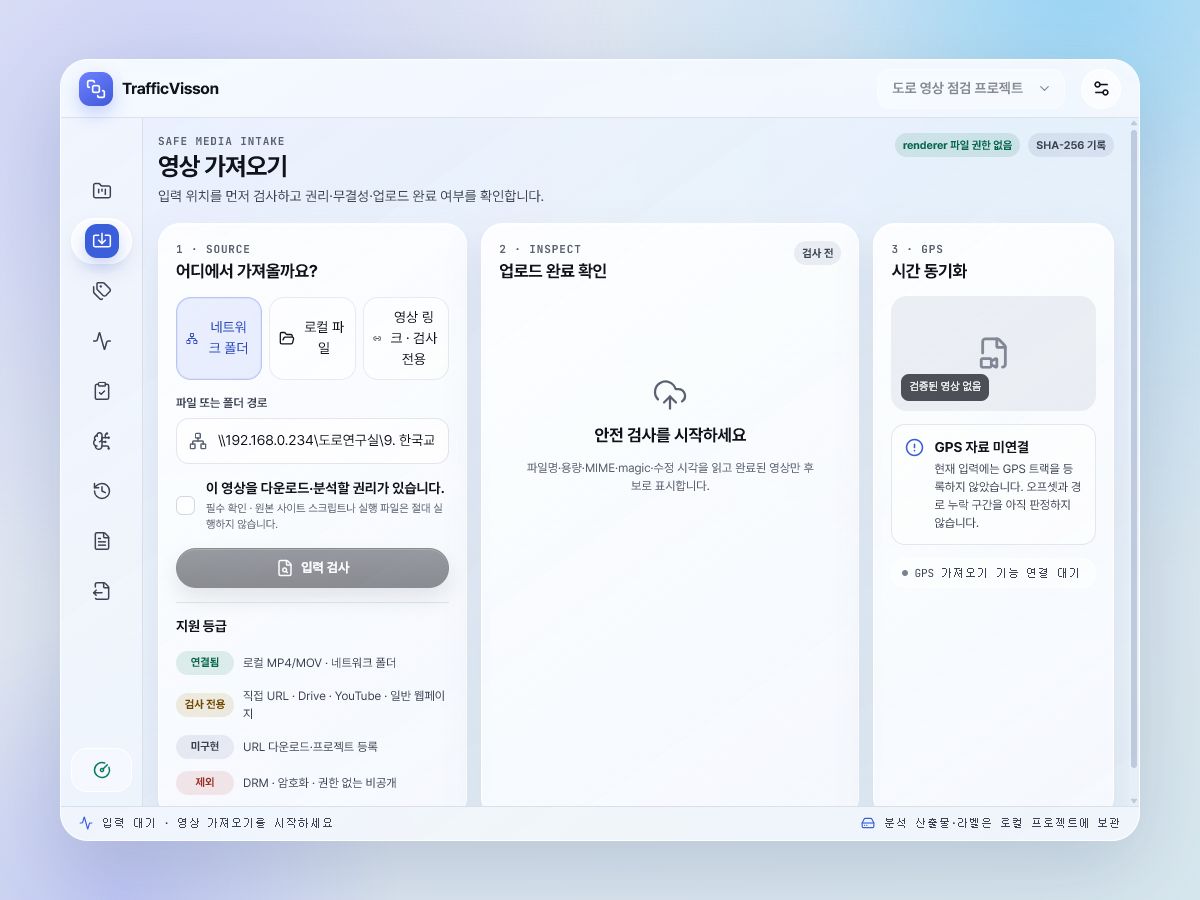 TrafficVisson
도로 영상 점검 프로젝트
SAFE MEDIA INTAKE
영상 가져오기
입력 위치를 먼저 검사하고 권리·무결성·업로드 완료 여부를 확인합니다.
renderer 파일 권한 없음
SHA-256 기록
1 · SOURCE
어디에서 가져올까요?
네트워
크 폴더
로컬 파
일
영상 링
크 · 검사
전용
파일 또는 폴더 경로
\\192.168.0.234\도로연구실\9. 한국교
이 영상을 다운로드·분석할 권리가 있습니다.
필수 확인 · 원본 사이트 스크립트나 실행 파일은 절대 실
행하지 않습니다.
입력 검사
지원 등급
연결됨
로컬 MP4/MOV · 네트워크 폴더
검사 전용
직접 URL · Drive · YouTube · 일반 웹페이
지
미구현
URL 다운로드·프로젝트 등록
제외
DRM · 암호화 · 권한 없는 비공개
2 · INSPECT
업로드 완료 확인
검사 전
안전 검사를 시작하세요
파일명·용량·MIME·magic·수정 시각을 읽고 완료된 영상만 후
보로 표시합니다.
3 · GPS
시간 동기화
검증된 영상 없음
GPS 자료 미연결
현재 입력에는 GPS 트랙을 등
록하지 않았습니다. 오프셋과 경
로 누락 구간을 아직 판정하지
않습니다.
GPS 가져오기 기능 연결 대기
입력 대기 · 영상 가져오기를 시작하세요
분석 산출물·라벨은 로컬 프로젝트에 보관